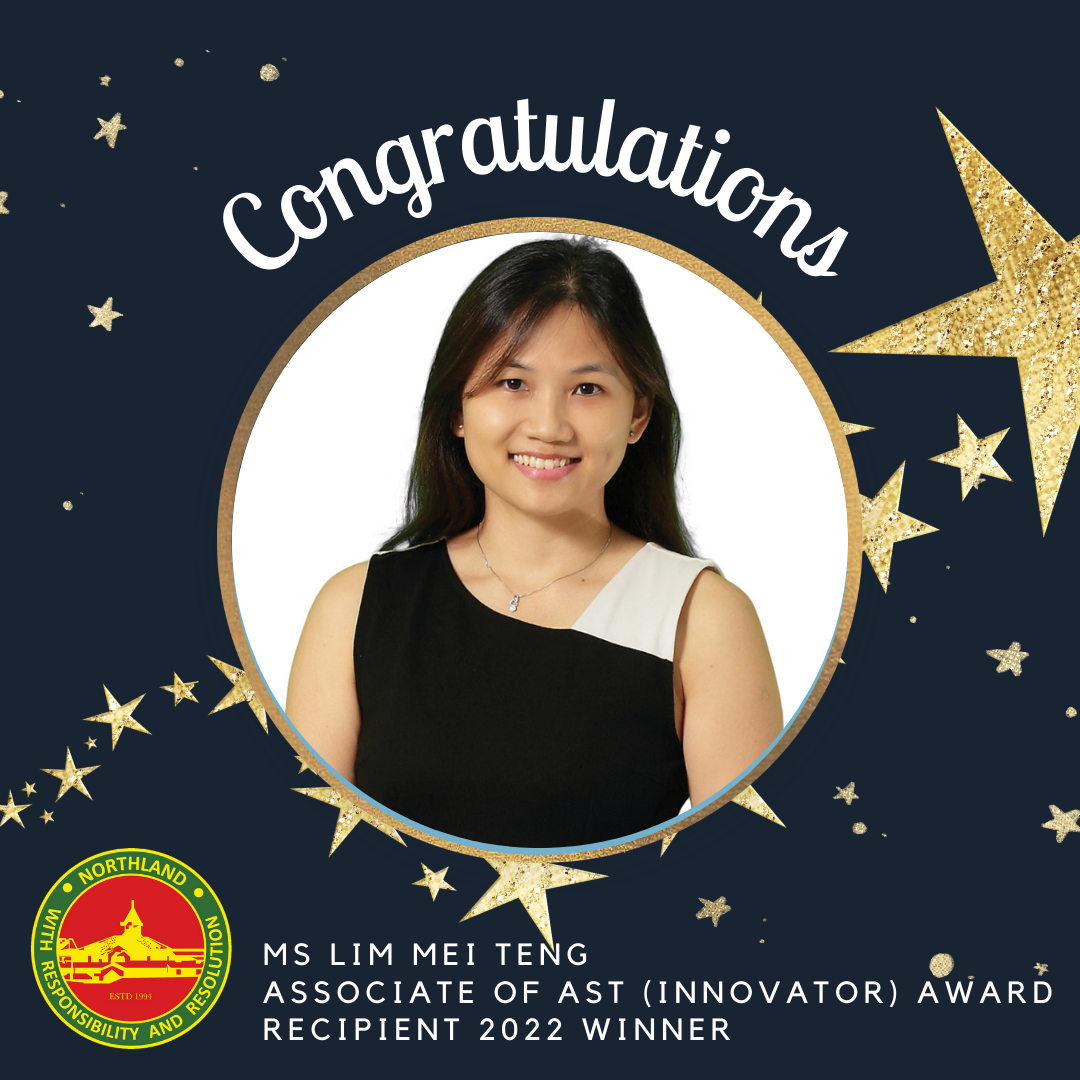 Congratulations
NORTHLAND
WITH RESPONSIBILITY AND RESOLUTION
ESTD 1994
MS LIM MEI TENG
ASSOCIATE OF AST (INNOVATOR) AWARD
RECIPIENT 2022 WINNER